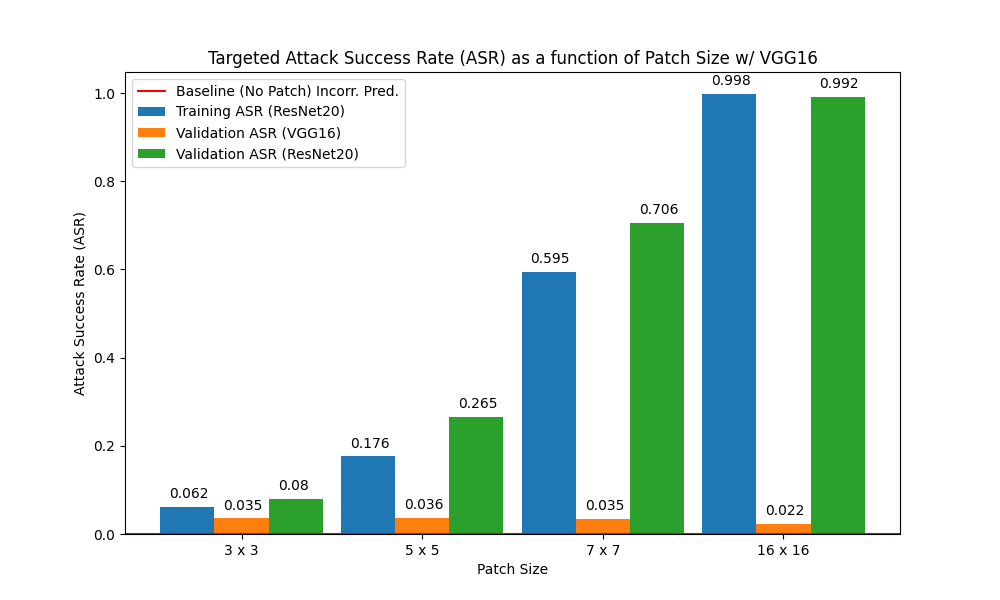 Targeted Attack Success Rate (ASR) as a function of Patch Size w/ VGG16
Baseline (No Patch) Incorr. Pred.
Training ASR (ResNet20)
Validation ASR (VGG16)
Validation ASR (ResNet20)
Attack Success Rate (ASR)
1.0
0.8
0.6
0.4
0.2
0.0
0.062
0.035
0.08
0.176
0.036
0.265
0.595
0.035
0.706
0.998
0.022
0.992
3 x 3
5 x 5
7 x 7
16 x 16
Patch Size